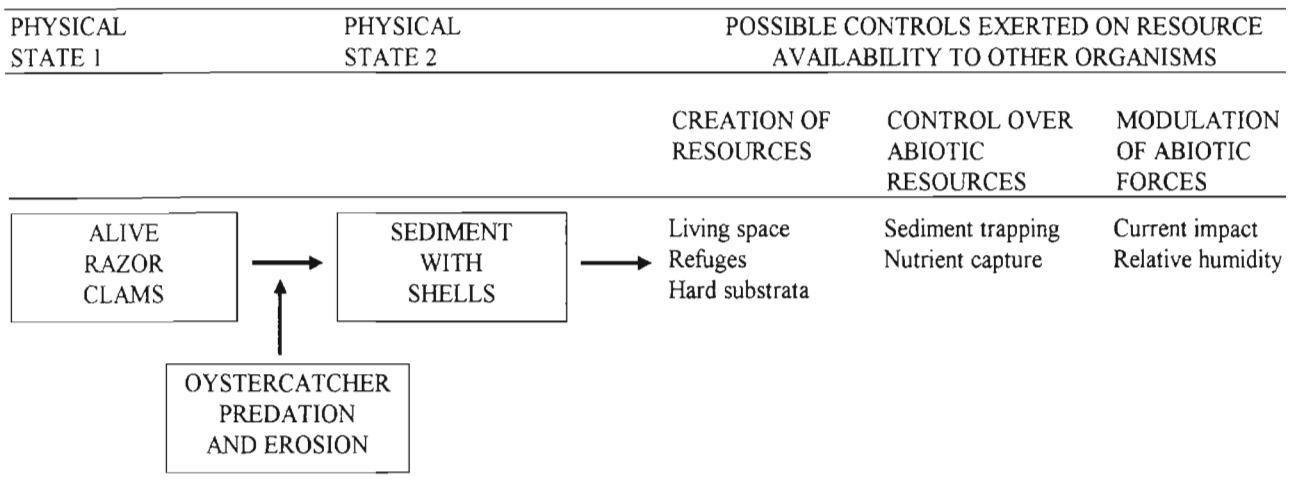 PHYSICAL
STATE 1
PHYSICAL
STATE 2
POSSIBLE CONTROLS EXERTED ON RESOURCE
AVAILABILITY TO OTHER ORGANISMS
CREATION OF
RESOURCES
CONTROL OVER
ABIOTIC
RESOURCES
MODULATION
OF ABIOTIC
FORCES
ALIVE
RAZOR
CLAMS
SEDIMENT
WITH
SHELLS
Living space
Refuges
Hard substrata
Sediment trapping
Nutrient capture
Current impact
Relative humidity
OYSTERCATCHER
PREDATION
AND EROSION